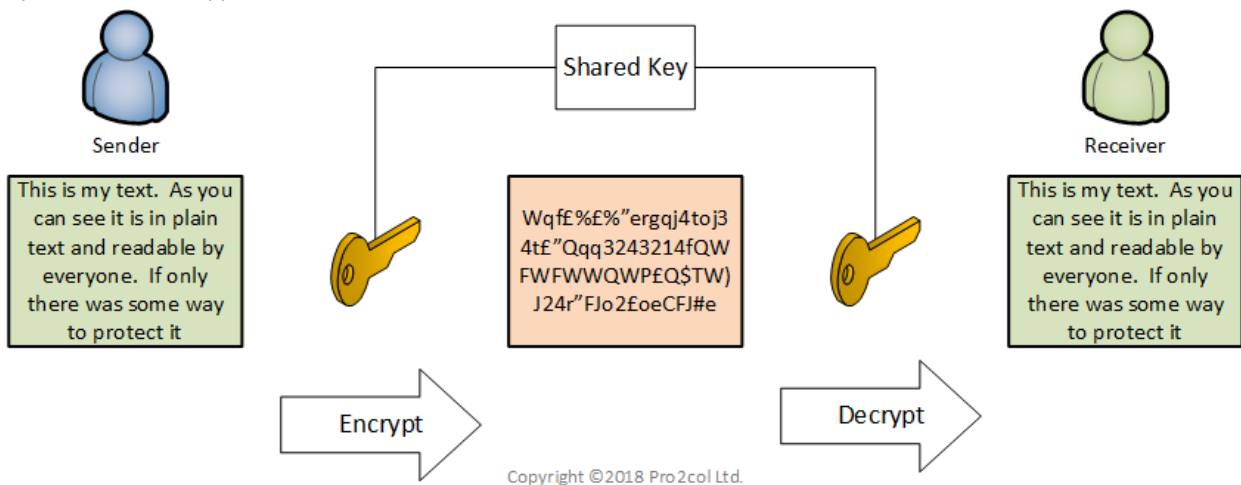 Shared Key
Sender
Receiver
This is my text.  As you
can see it is in plain
text and readable by
everyone.  If only
there was some way
to protect it
Wqf£%£%”ergqj4toj3
4t£”Qqq3243214fQW
FWFWWQWP£Q$TW)
J24r”FJo2£oeCFJ#e
This is my text.  As you
can see it is in plain
text and readable by
everyone.  If only
there was some way
to protect it
Encrypt
Decrypt
Copyright ©2018 Pro2col Ltd.